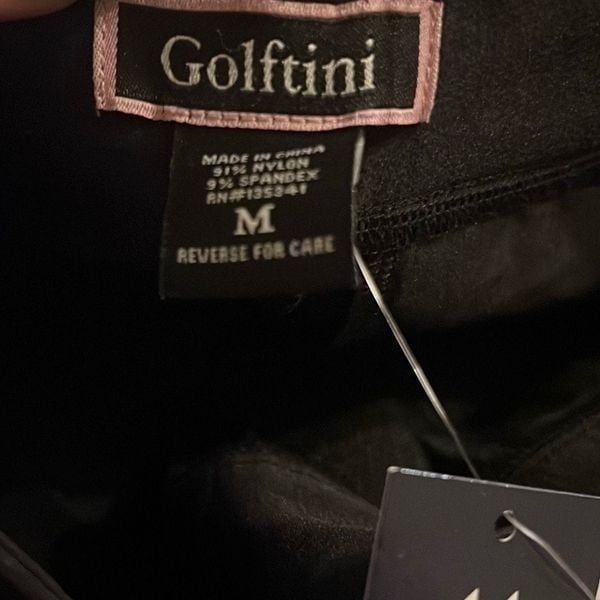 Golftini
MADE IN CHINA
91% NYLON
9% SPANDEX
RN#135341
M
REVERSE FOR CARE